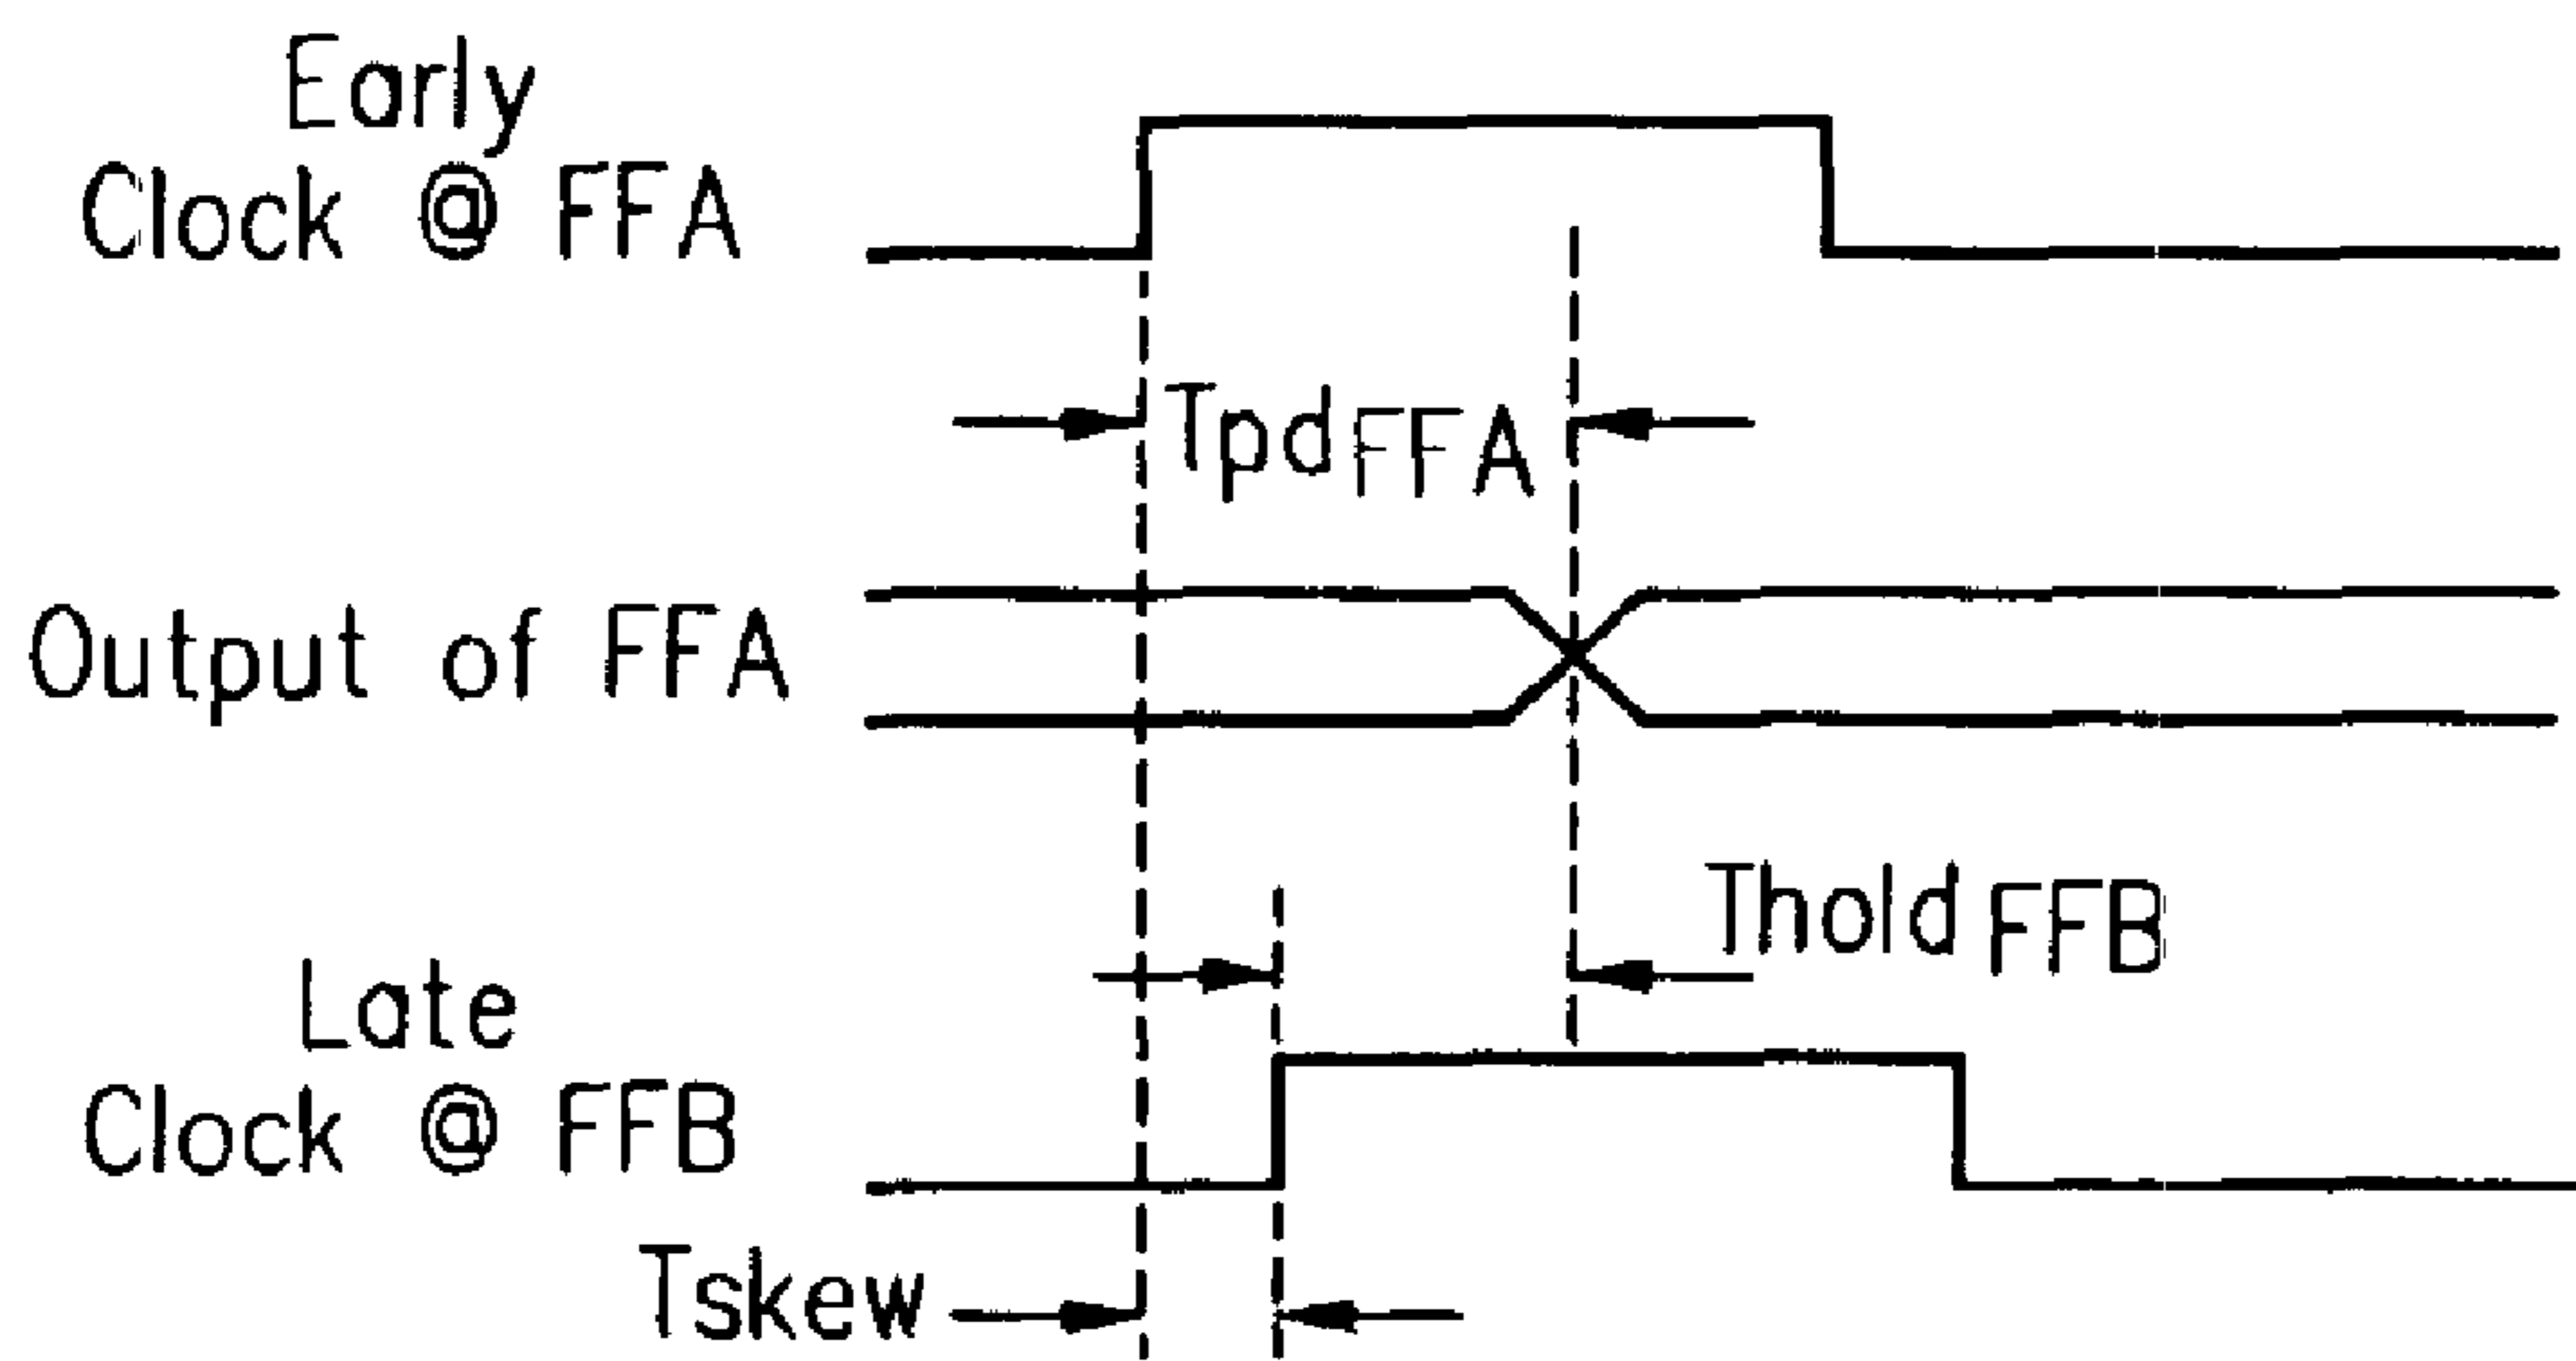 Early
Clock @ FFA
TpdFFA
Output of FFA
TholdFFB
Late
Clock @ FFB
Tskew